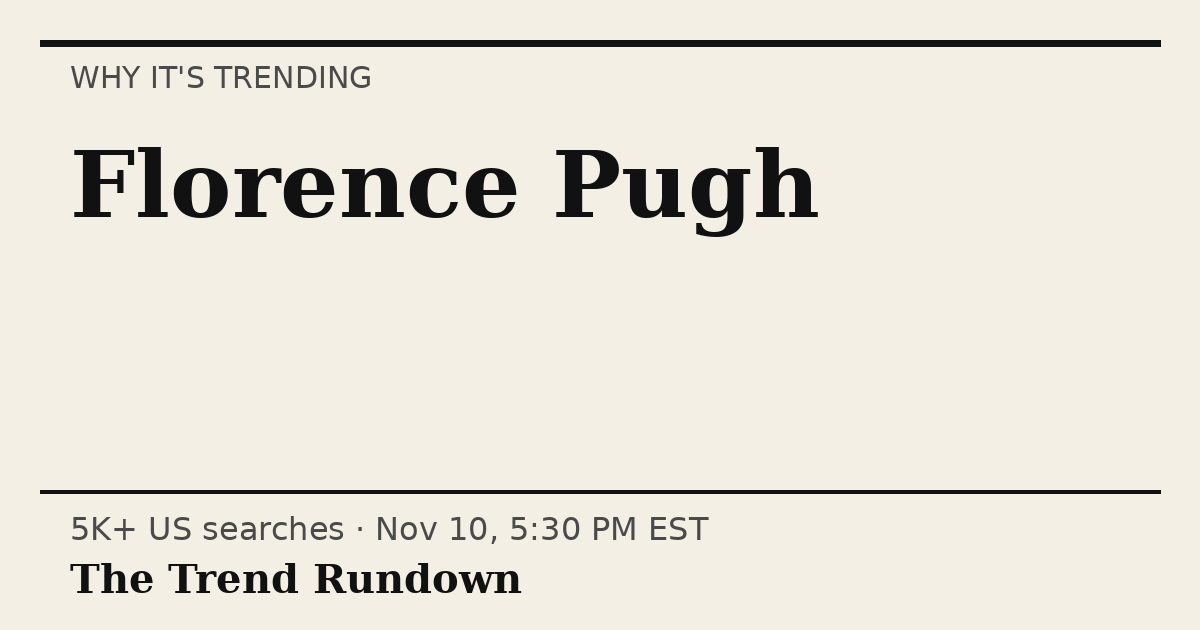 WHY IT'S TRENDING
Florence Pugh
5K+ US searches · Nov 10, 5:30 PM EST
The Trend Rundown